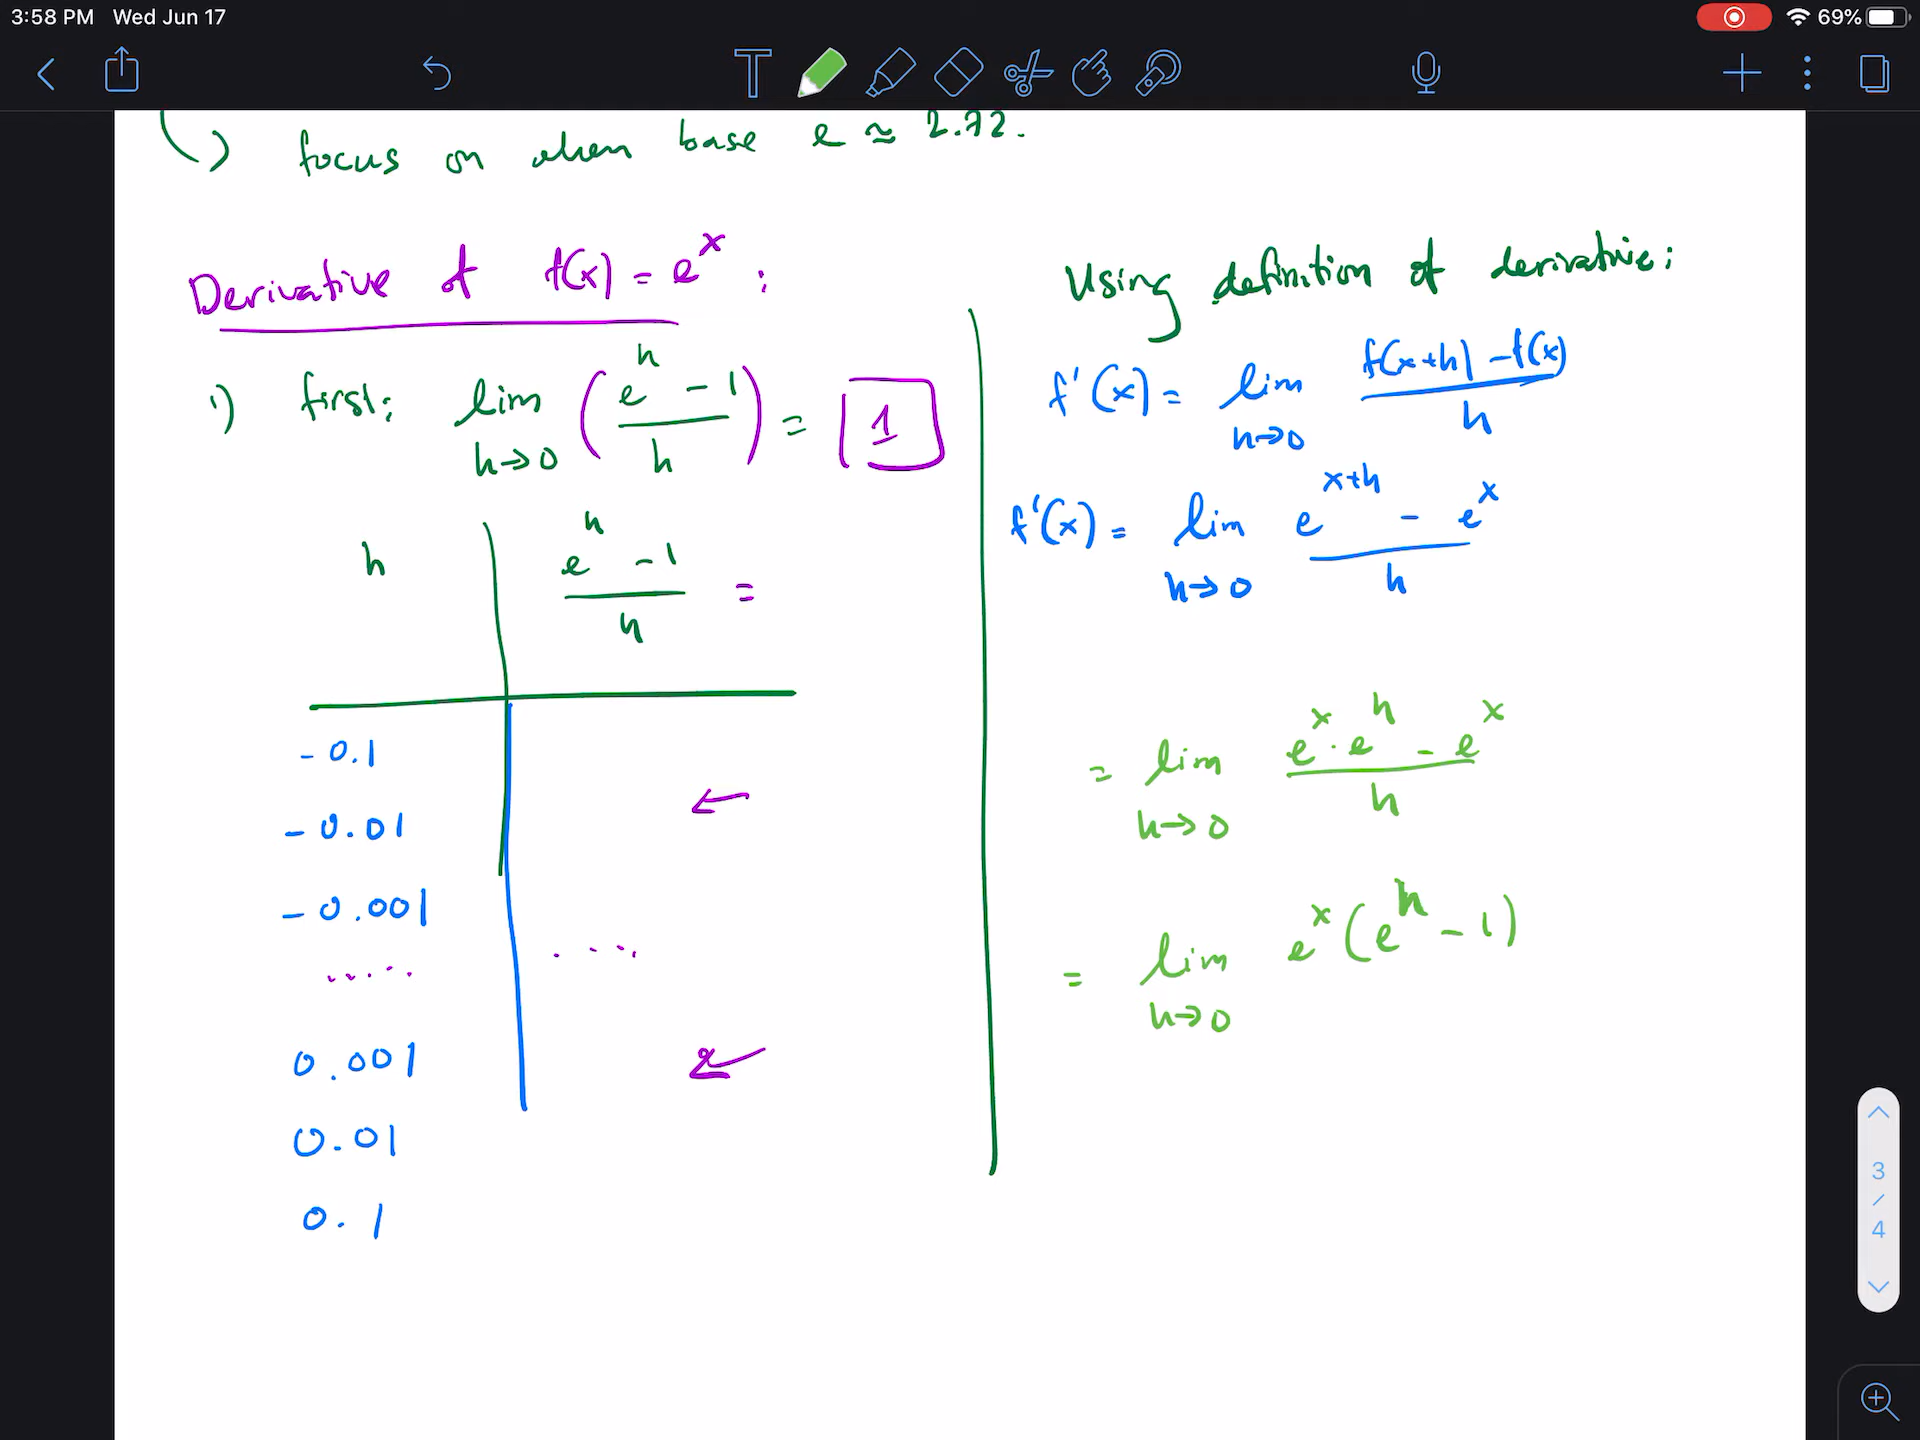 3:58 PM Wed Jun 17
69%
T
focus on when base e ≈ 2.72.
Derivative of f(x) = e^x :
1) first: lim h→0 ( (e^h - 1) / h ) = 1
h | (e^h - 1) / h =
-0.1
-0.01
-0.001
..... ....
0.001
0.01
0.1
Using definition of derivative:
f'(x) = lim h→0 (f(x+h) - f(x)) / h
f'(x) = lim h→0 (e^(x+h) - e^x) / h
= lim h→0 (e^x · e^h - e^x) / h
= lim h→0 e^x (e^h - 1)
3
/
4